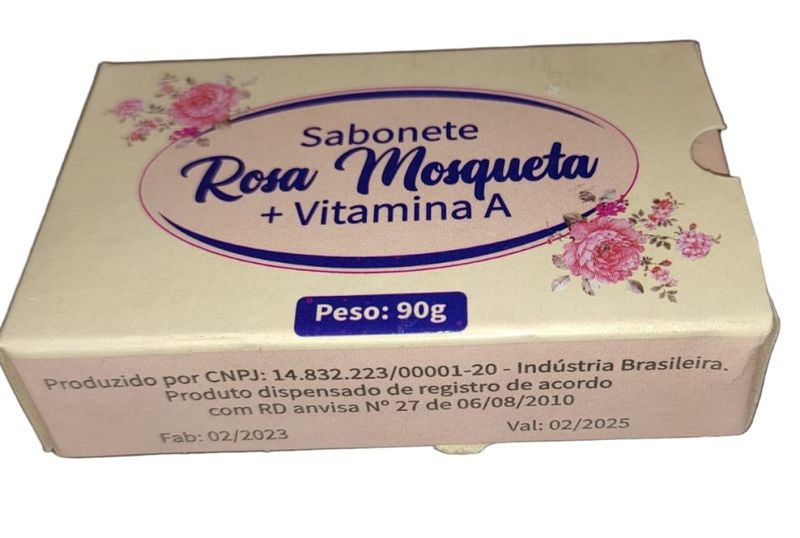 Sabonete
Rosa Mosqueta
+ Vitamina A
Peso: 90g
Produzido por CNPJ: 14.832.223/00001-20 - Indústria Brasileira.
Produto dispensado de registro de acordo
com RD anvisa Nº 27 de 06/08/2010
Fab: 02/2023 Val: 02/2025